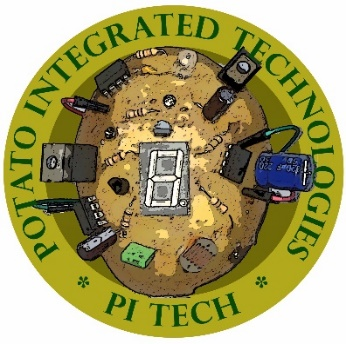 POTATO INTEGRATED TECHNOLOGIES
* PI TECH *